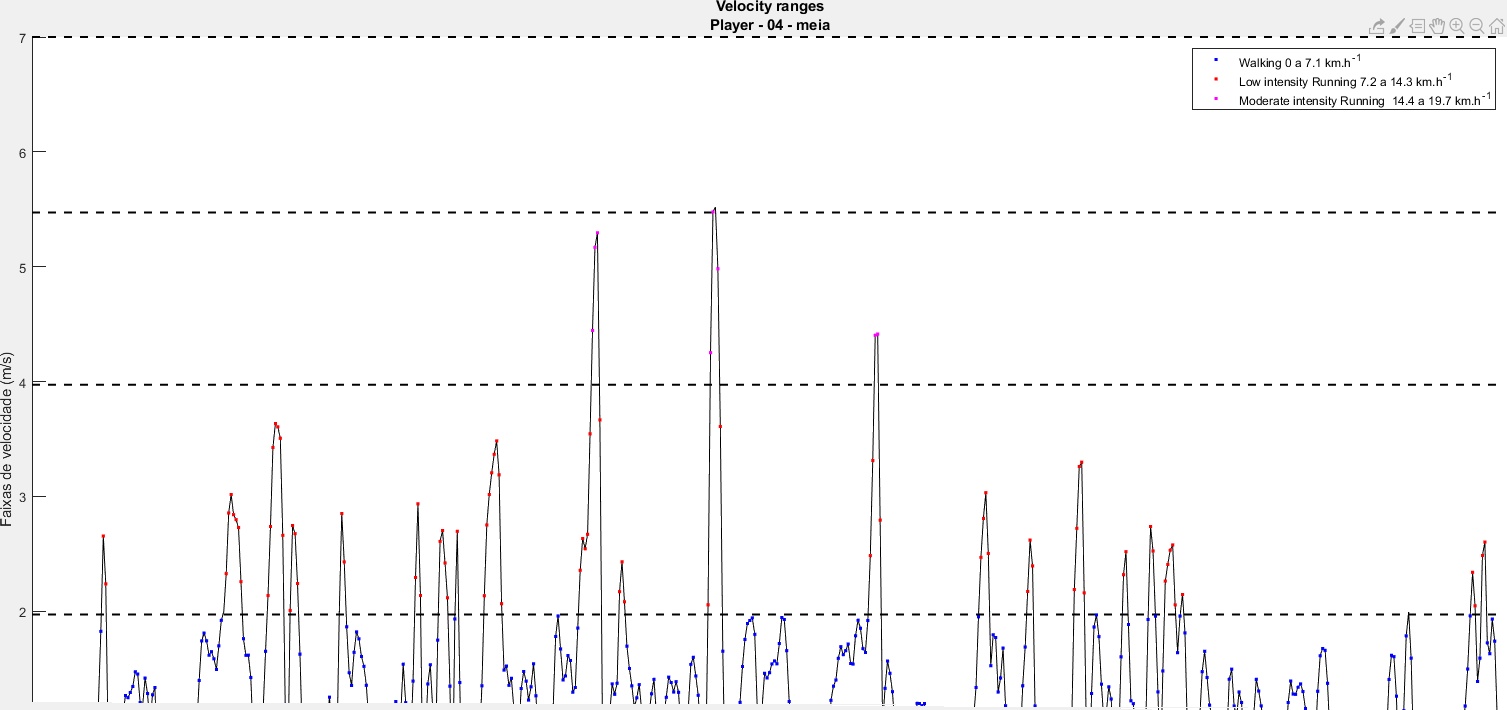 Velocity ranges
Player - 04 - meia
Walking 0 a 7.1 km.h-1
Low intensity Running 7.2 a 14.3 km.h-1
Moderate intensity Running 14.4 a 19.7 km.h-1
Faixas de velocidade (m/s)
7
6
5
4
3
2